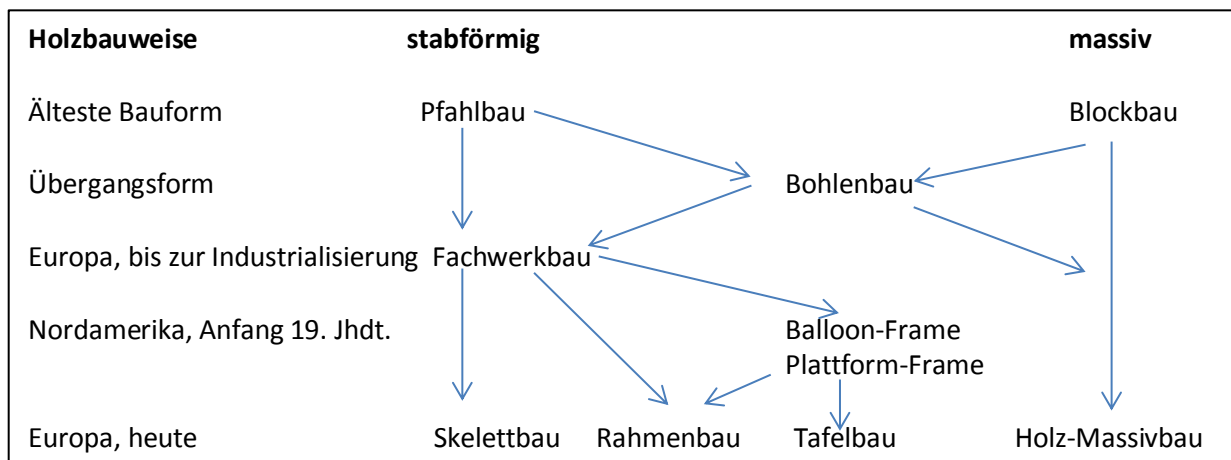 Holzbauweise stabförmig massiv
Älteste Bauform Pfahlbau Blockbau
Übergangsform Bohlenbau
Europa, bis zur Industrialisierung Fachwerkbau
Nordamerika, Anfang 19. Jhdt. Balloon-Frame
Plattform-Frame
Europa, heute Skelettbau Rahmenbau Tafelbau Holz-Massivbau